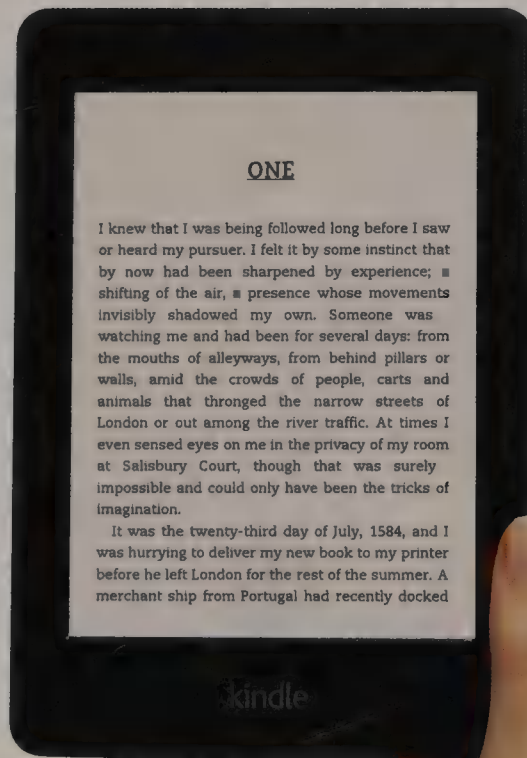 ONE
I knew that I was being followed long before I saw
or heard my pursuer. I felt it by some instinct that
by now had been sharpened by experience; a
shifting of the air, a presence whose movements
invisibly shadowed my own. Someone was
watching me and had been for several days: from
the mouths of alleyways, from behind pillars or
walls, amid the crowds of people, carts and
animals that thronged the narrow streets of
London or out among the river traffic. At times I
even sensed eyes on me in the privacy of my room
at Salisbury Court, though that was surely
impossible and could only have been the tricks of
imagination.
It was the twenty-third day of July, 1584, and I
was hurrying to deliver my new book to my printer
before he left London for the rest of the summer. A
merchant ship from Portugal had recently docked
kindle